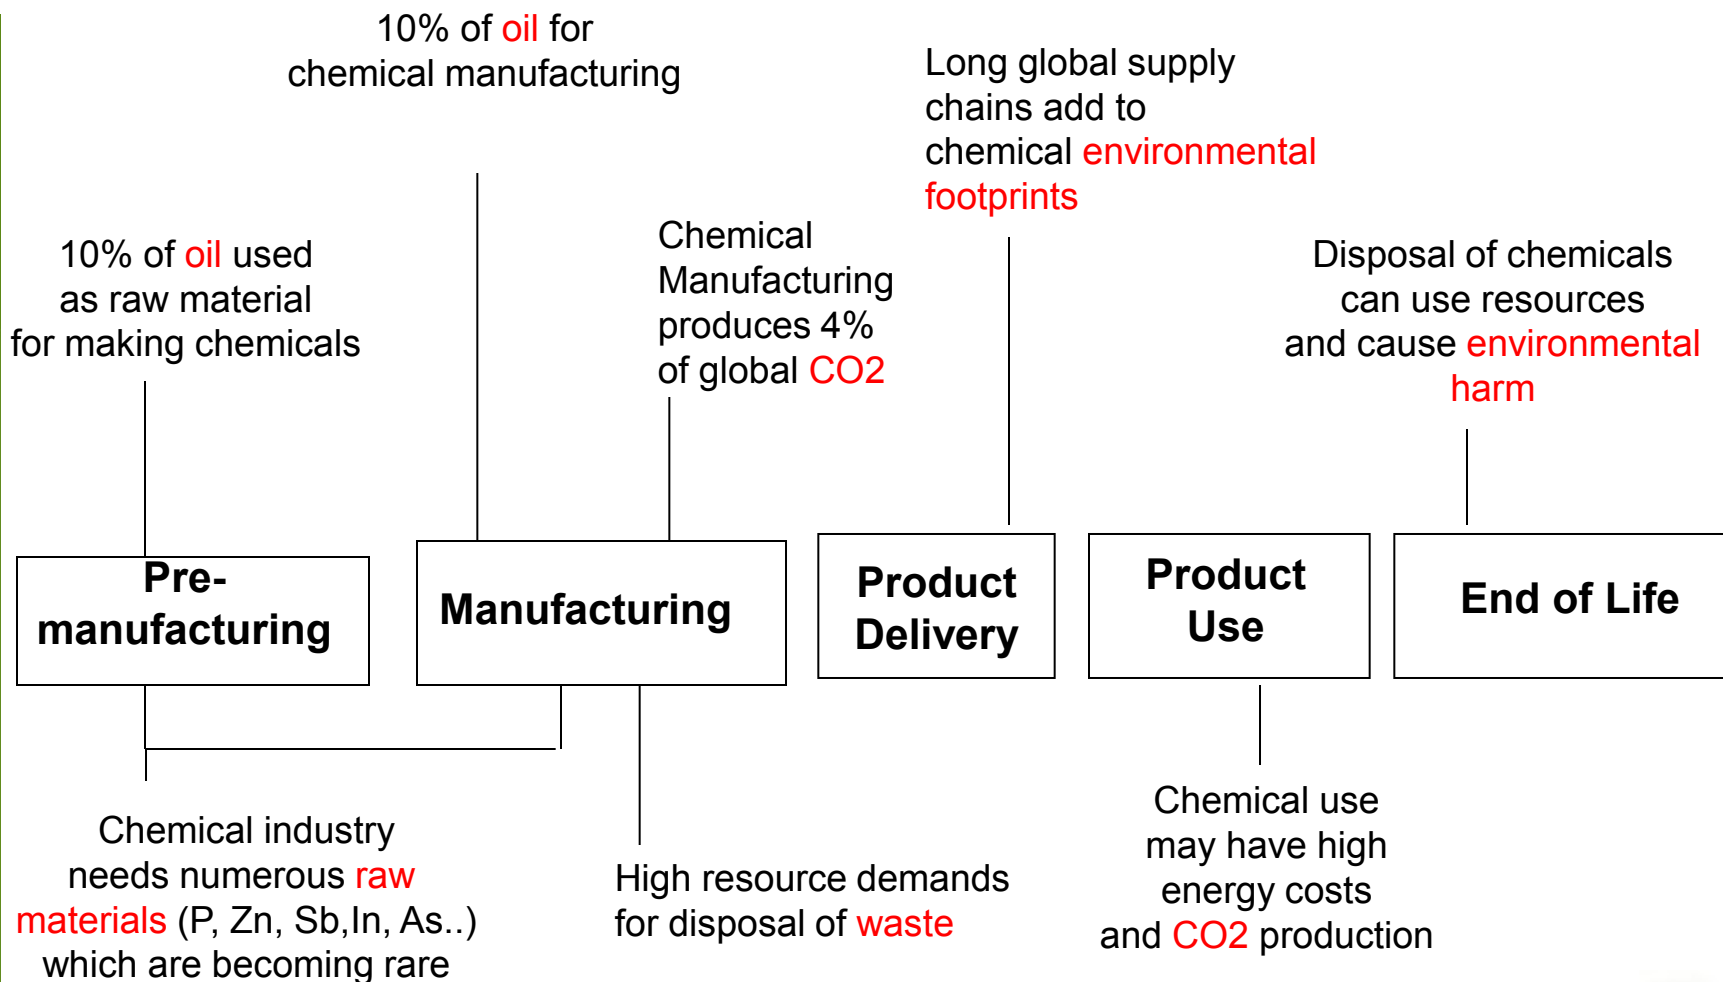 10% of oil for
chemical manufacturing
Long global supply
chains add to
chemical environmental
footprints
10% of oil used
as raw material
for making chemicals
Chemical
Manufacturing
produces 4%
of global CO2
Disposal of chemicals
can use resources
and cause environmental
harm
Pre-
manufacturing
Manufacturing
Product
Delivery
Product
Use
End of Life
Chemical industry
needs numerous raw
materials (P, Zn, Sb,In, As..)
which are becoming rare
High resource demands
for disposal of waste
Chemical use
may have high
energy costs
and CO2 production